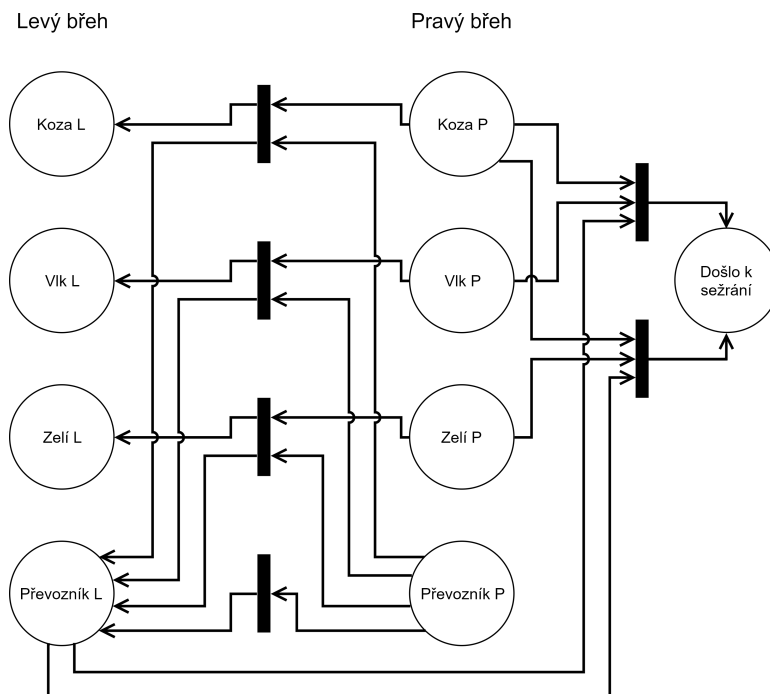 Levý břeh
Pravý břeh
Koza L
Koza P
Vlk L
Vlk P
Došlo k
sežrání
Zelí L
Zelí P
Převozník L
Převozník P